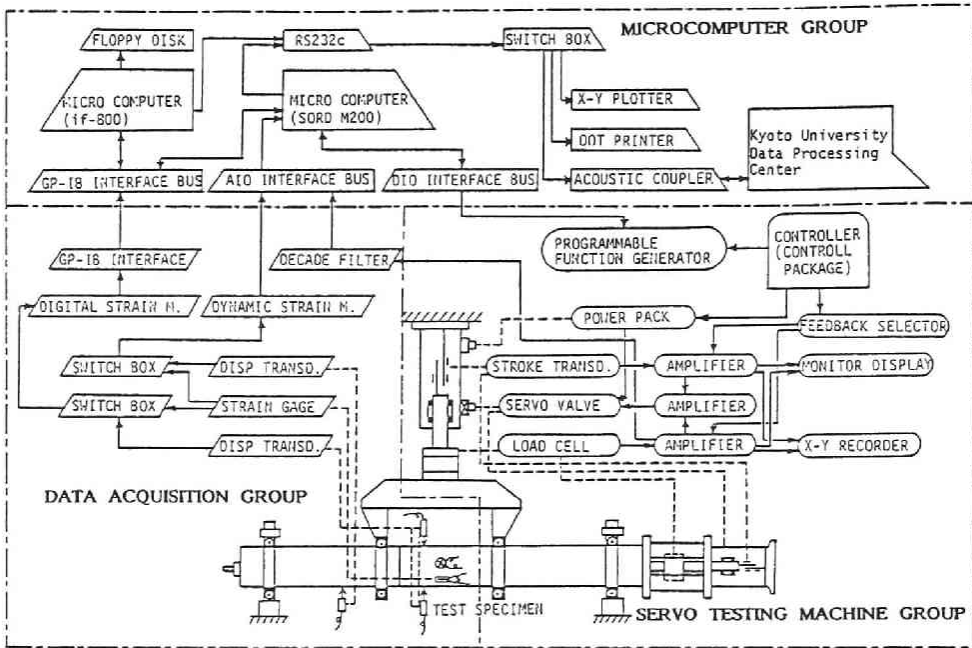 MICROCOMPUTER GROUP
FLOPPY DISK
RS232c
SWITCH BOX
MICRO COMPUTER
(if-800)
MICRO COMPUTER
(SORD M200)
X-Y PLOTTER
DOT PRINTER
Kyoto University
Data Processing
Center
GP-IB INTERFACE BUS
AIO INTERFACE BUS
DIO INTERFACE BUS
ACOUSTIC COUPLER
GP-IB INTERFACE
DECADE FILTER
PROGRAMMABLE
FUNCTION GENERATOR
CONTROLLER
(CONTROLL
PACKAGE)
DIGITAL STRAIN M.
DYNAMIC STRAIN M.
POWER PACK
FEEDBACK SELECTOR
SWITCH BOX
DISP TRANSD.
STROKE TRANSD.
AMPLIFIER
MONITOR DISPLAY
SWITCH BOX
STRAIN GAGE
SERVO VALVE
AMPLIFIER
DISP TRANSD.
LOAD CELL
AMPLIFIER
X-Y RECORDER
DATA ACQUISITION GROUP
TEST SPECIMEN
SERVO TESTING MACHINE GROUP